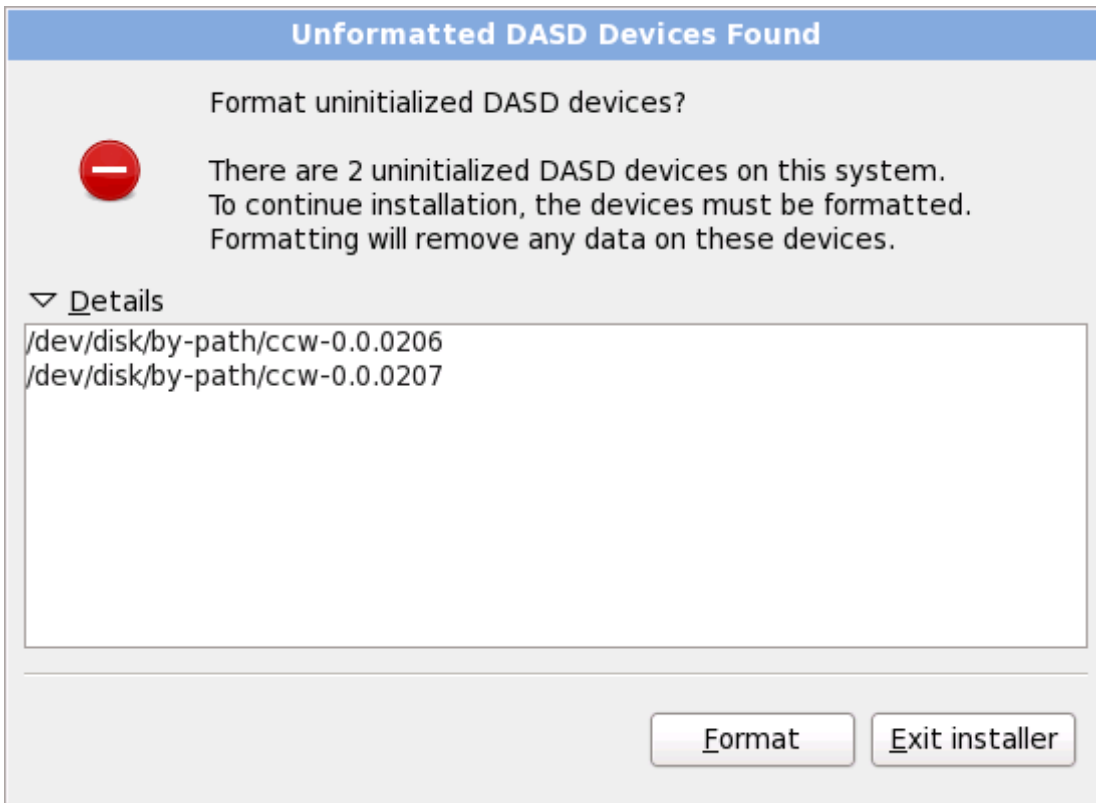 Unformatted DASD Devices Found
Format uninitialized DASD devices?
There are 2 uninitialized DASD devices on this system.
To continue installation, the devices must be formatted.
Formatting will remove any data on these devices.
Details
/dev/disk/by-path/ccw-0.0.0206
/dev/disk/by-path/ccw-0.0.0207
Format
Exit installer